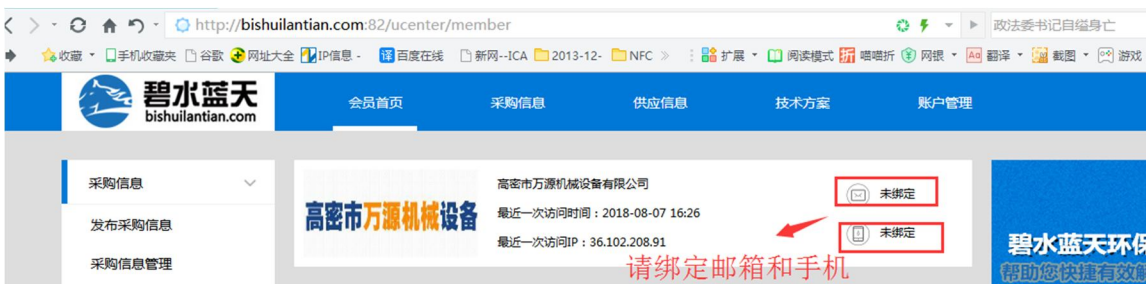 http://bishuilantian.com:82/ucenter/member
政法委书记自缢身亡
收藏 手机收藏夹 谷歌 网址大全 IP信息 - 译 百度在线 新网--ICA 2013-12- NFC » 扩展 阅读模式 折 喵喵折 网银 Aa 翻译 截图 游戏
碧水蓝天
bishuilantian.com
会员首页 采购信息 供应信息 技术方案 账户管理
采购信息
发布采购信息
采购信息管理
高密市万源机械设备
高密市万源机械设备有限公司
最近一次访问时间：2018-08-07 16:26
最近一次访问IP：36.102.208.91
未绑定
未绑定
请绑定邮箱和手机
碧水蓝天环保
帮助您快捷有效